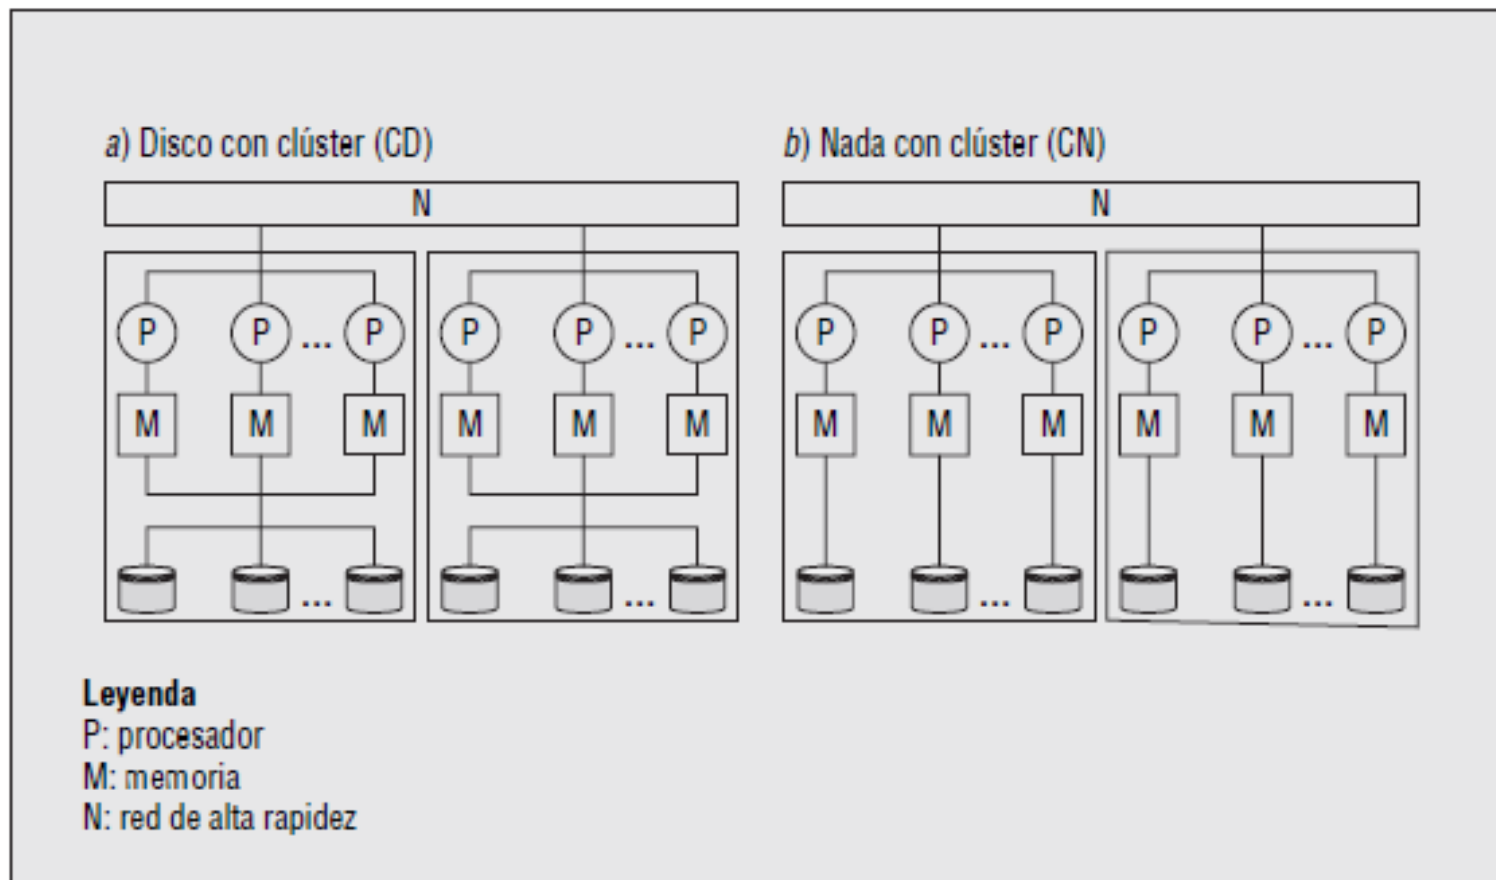 a) Disco con clúster (CD)
b) Nada con clúster (CN)
N
N
P P ... P P P ... P P P ... P P P ... P
M M M M M M M M M M M M
... ... ... ...
Leyenda
P: procesador
M: memoria
N: red de alta rapidez